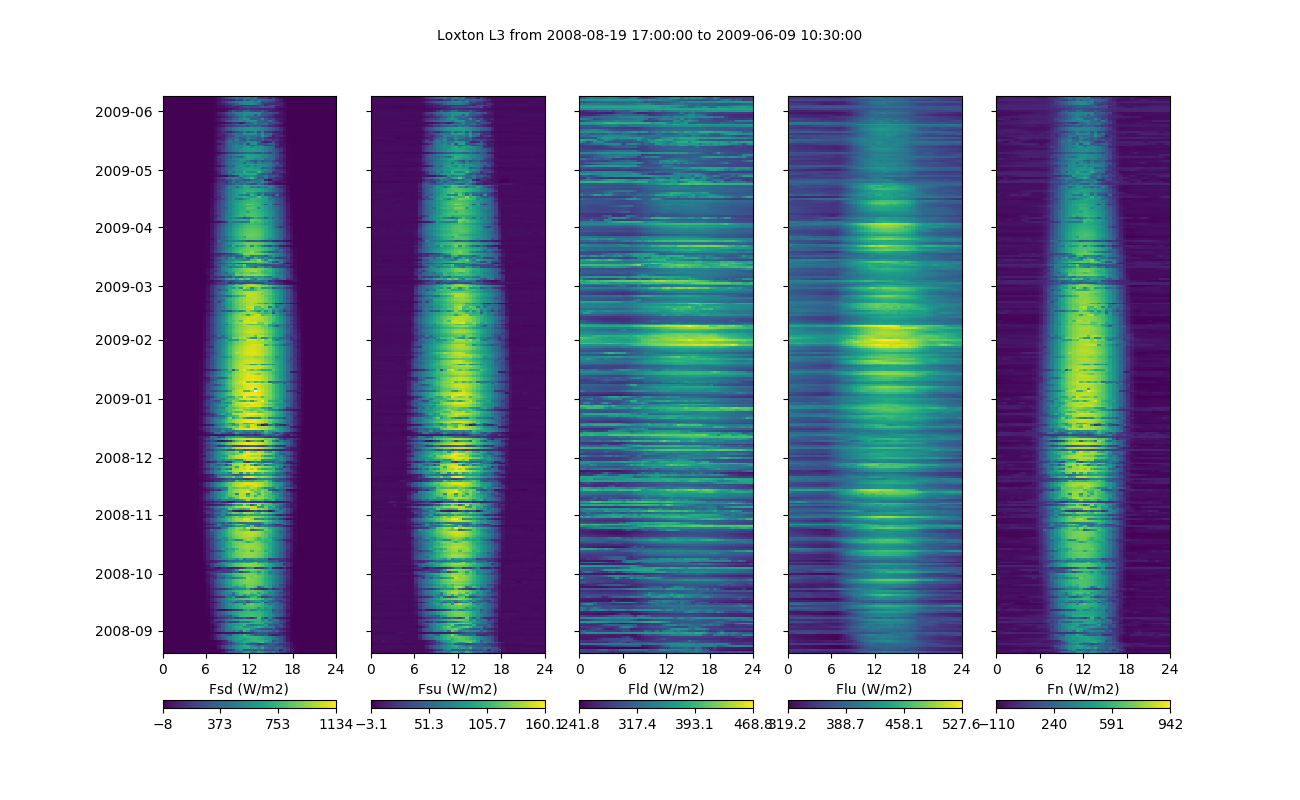 Loxton L3 from 2008-08-19 17:00:00 to 2009-06-09 10:30:00
2009-06
2009-05
2009-04
2009-03
2009-02
2009-01
2008-12
2008-11
2008-10
2008-09
0 6 12 18 24 0 6 12 18 24 0 6 12 18 24 0 6 12 18 24 0 6 12 18 24
Fsd (W/m2) Fsu (W/m2) Fld (W/m2) Flu (W/m2) Fn (W/m2)
−8 373 753 1134 −3.1 51.3 105.7 160.1 241.8 317.4 393.1 468.8 319.2 388.7 458.1 527.6 −110 240 591 942